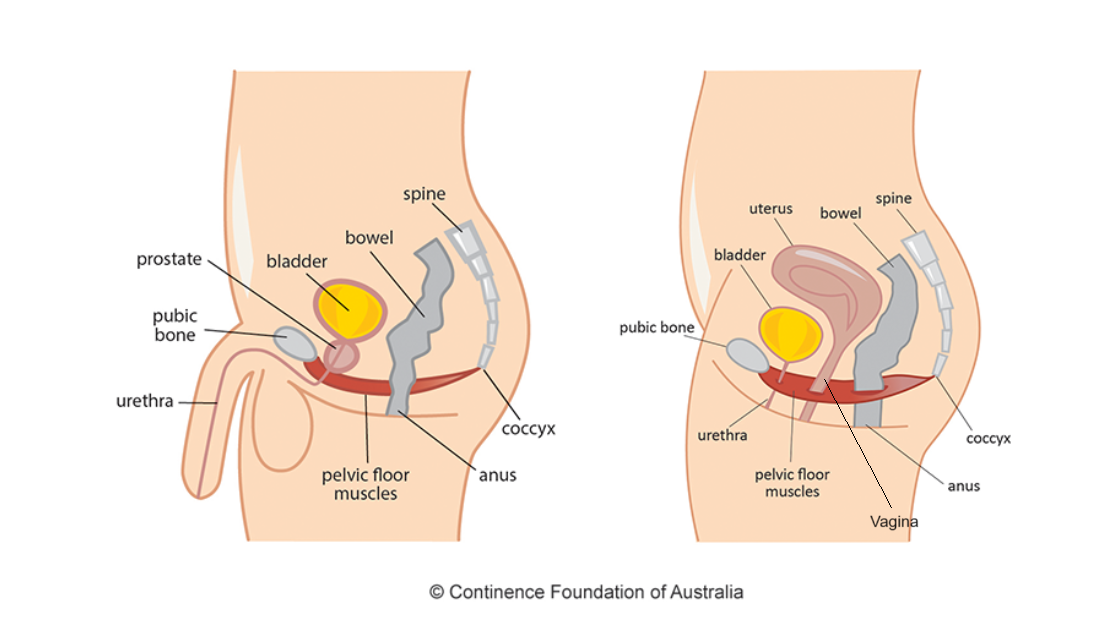 spine
bowel
prostate
bladder
pubic
bone
urethra
coccyx
pelvic floor
muscles
anus
spine
uterus
bowel
bladder
pubic bone
urethra
coccyx
pelvic floor
muscles
anus
Vagina
© Continence Foundation of Australia